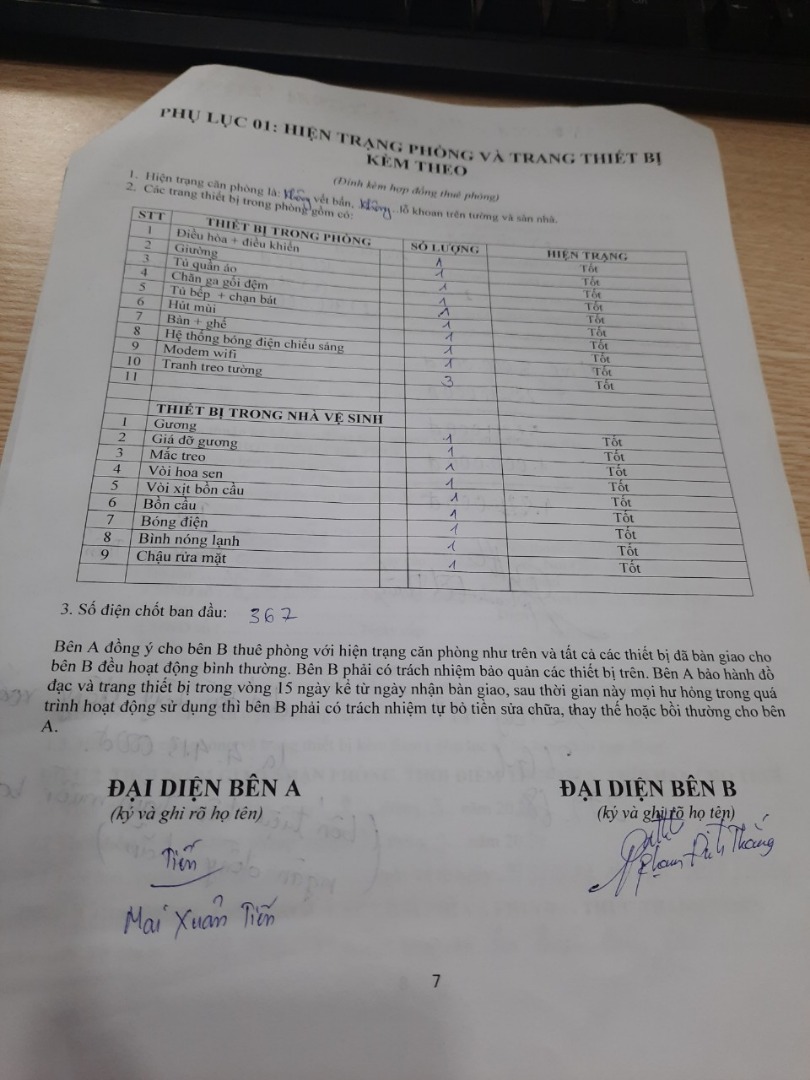 PHỤ LỤC 01: HIỆN TRẠNG PHÒNG VÀ TRANG THIẾT BỊ
KÈM THEO
(Đính kèm hợp đồng thuê phòng)
1. Hiện trạng căn phòng là: không vết bẩn, không lỗ khoan trên tường và sàn nhà.
2. Các trang thiết bị trong phòng gồm có:
STT THIẾT BỊ TRONG PHÒNG SỐ LƯỢNG HIỆN TRẠNG
1 Điều hòa + điều khiển 1 Tốt
2 Giường 1 Tốt
3 Tủ quần áo 1 Tốt
4 Chăn ga gối đệm 1 Tốt
5 Tủ bếp + chạn bát 1 Tốt
6 Hút mùi 1 Tốt
7 Bàn + ghế 1 Tốt
8 Hệ thống bóng điện chiếu sáng 1 Tốt
9 Modem wifi 1 Tốt
10 Tranh treo tường 3 Tốt
11
THIẾT BỊ TRONG NHÀ VỆ SINH
1 Gương 1 Tốt
2 Giá đỡ gương 1 Tốt
3 Mắc treo 1 Tốt
4 Vòi hoa sen 1 Tốt
5 Vòi xịt bồn cầu 1 Tốt
6 Bồn cầu 1 Tốt
7 Bóng điện 1 Tốt
8 Bình nóng lạnh 1 Tốt
9 Chậu rửa mặt 1 Tốt
3. Số điện chốt ban đầu: 367
Bên A đồng ý cho bên B thuê phòng với hiện trạng căn phòng như trên và tất cả các thiết bị đã bàn giao cho
bên B đều hoạt động bình thường. Bên B phải có trách nhiệm bảo quản các thiết bị trên. Bên A bảo hành đồ
đạc và trang thiết bị trong vòng 15 ngày kể từ ngày nhận bàn giao, sau thời gian này mọi hư hỏng trong quá
trình hoạt động sử dụng thì bên B phải có trách nhiệm tự bỏ tiền sửa chữa, thay thế hoặc bồi thường cho bên
A.
ĐẠI DIỆN BÊN A ĐẠI DIỆN BÊN B
(ký và ghi rõ họ tên) (ký và ghi rõ họ tên)
Tiến
Phạm Đình Thắng
Mai Xuân Tiến
7